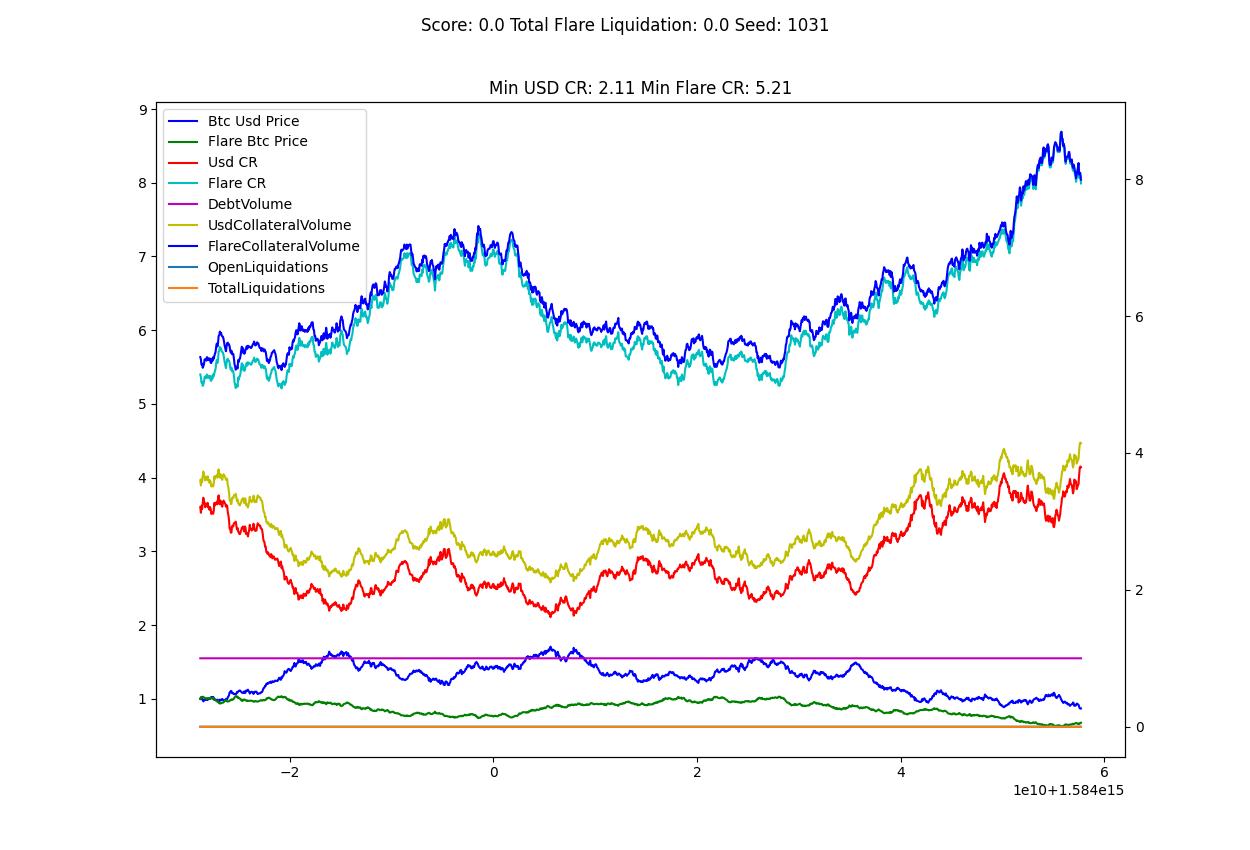 Score: 0.0 Total Flare Liquidation: 0.0 Seed: 1031
Min USD CR: 2.11 Min Flare CR: 5.21
Btc Usd Price
Flare Btc Price
Usd CR
Flare CR
DebtVolume
UsdCollateralVolume
FlareCollateralVolume
OpenLiquidations
TotalLiquidations
9
8
7
6
5
4
3
2
1
8
6
4
2
0
−2 0 2 4 6
1e10+1.584e15